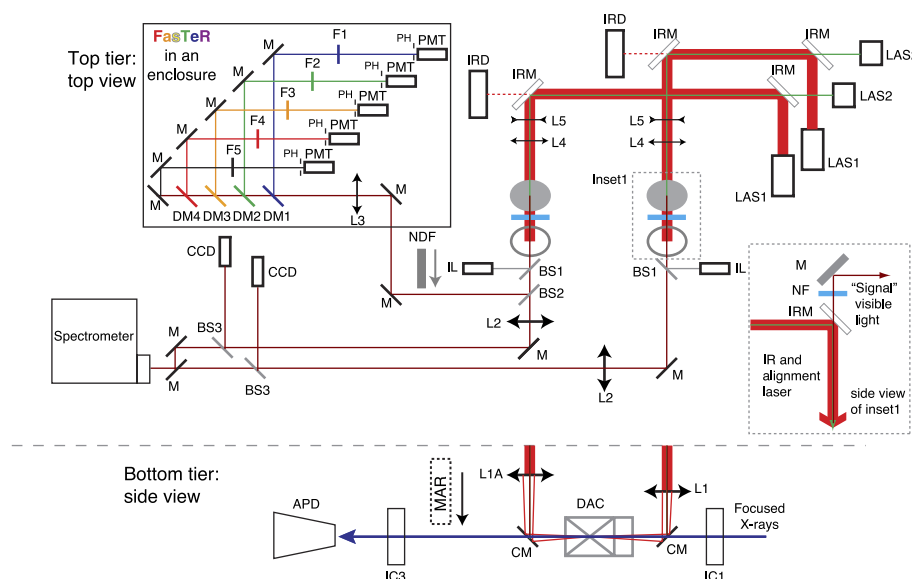 Top tier:
top view
FasTeR
in an
enclosure
M
F1
PH
PMT
M
F2
PH
PMT
M
F3
PH
PMT
M
F4
PH
PMT
M
F5
PH
PMT
M
DM4
DM3
DM2
DM1
L3
M
IRD
IRM
IRD
IRM
IRM
LAS2
IRM
LAS2
LAS1
LAS1
L5
L4
L5
L4
Inset1
CCD
CCD
NDF
IL
BS1
BS1
IL
M
BS2
L2
Spectrometer
BS3
M
M
M
BS3
L2
M
M
NF
IRM
"Signal"
visible
light
IR and
alignment
laser
side view
of inset1
Bottom tier:
side view
APD
MAR
L1A
DAC
L1
Focused
X-rays
CM
CM
IC3
IC1